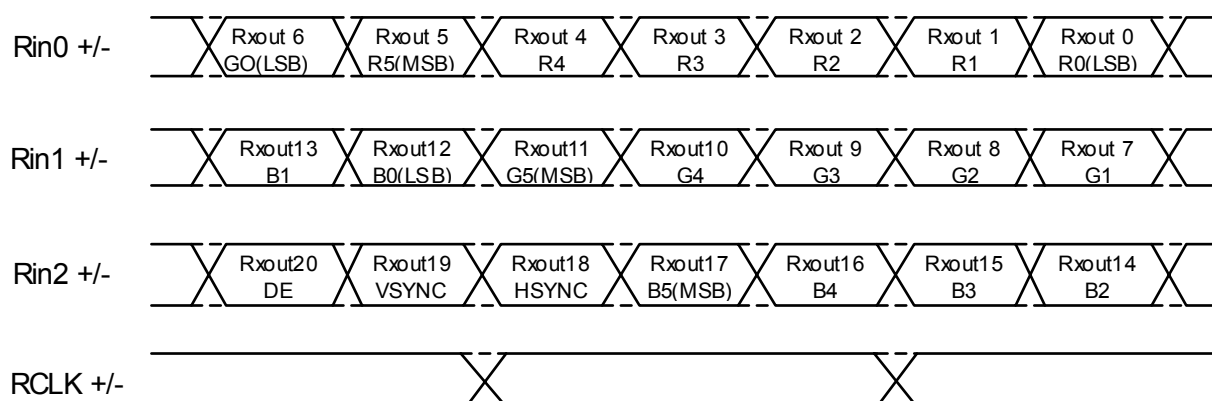 Rin0 +/-
Rxout 6 Rxout 5 Rxout 4 Rxout 3 Rxout 2 Rxout 1 Rxout 0
GO(LSB) R5(MSB) R4 R3 R2 R1 R0(LSB)
Rin1 +/-
Rxout13 Rxout12 Rxout11 Rxout10 Rxout 9 Rxout 8 Rxout 7
B1 B0(LSB) G5(MSB) G4 G3 G2 G1
Rin2 +/-
Rxout20 Rxout19 Rxout18 Rxout17 Rxout16 Rxout15 Rxout14
DE VSYNC HSYNC B5(MSB) B4 B3 B2
RCLK +/-